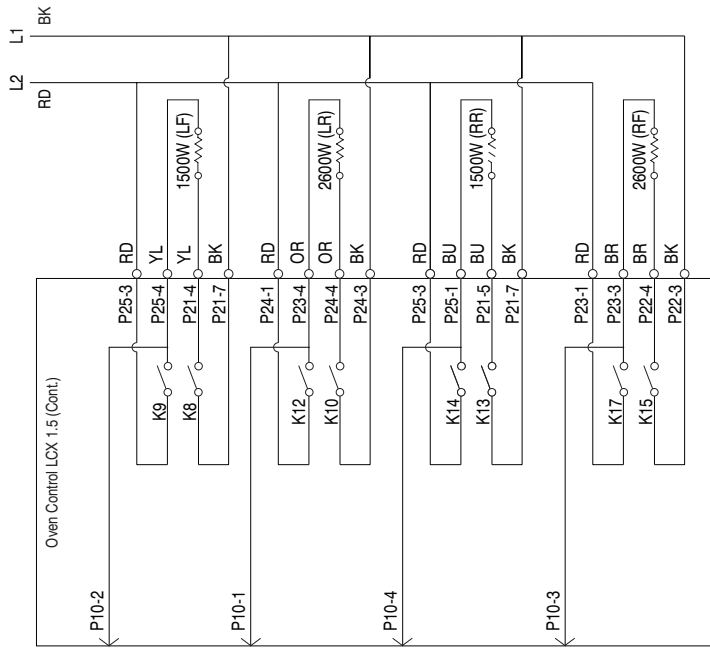 L1
BK
L2
RD
1500W (LF)
2600W (LR)
1500W (RR)
2600W (RF)
RD
YL
YL
BK
RD
OR
OR
BK
RD
BU
BU
BK
RD
BR
BR
BK
P25-3
P25-4
P21-4
P21-7
P24-1
P23-4
P24-4
P24-3
P25-3
P25-1
P21-5
P21-7
P23-1
P23-3
P22-4
P22-3
K9
K8
K12
K10
K14
K13
K17
K15
Oven Control LCX 1.5 (Cont.)
P10-2
P10-1
P10-4
P10-3